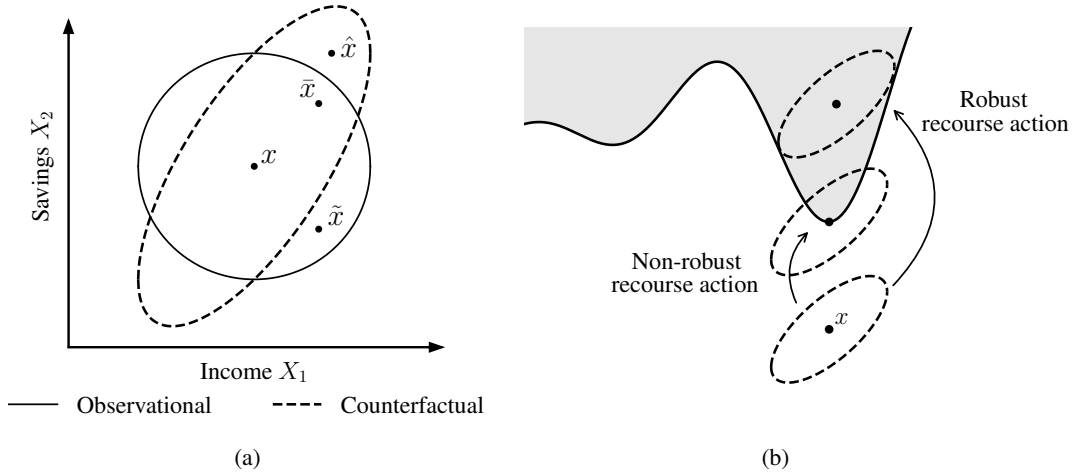 x̂
x̄
x
x̃
Savings X₂
Income X₁
Observational
Counterfactual
(a)
Robust
recourse action
Non-robust
recourse action
x
(b)